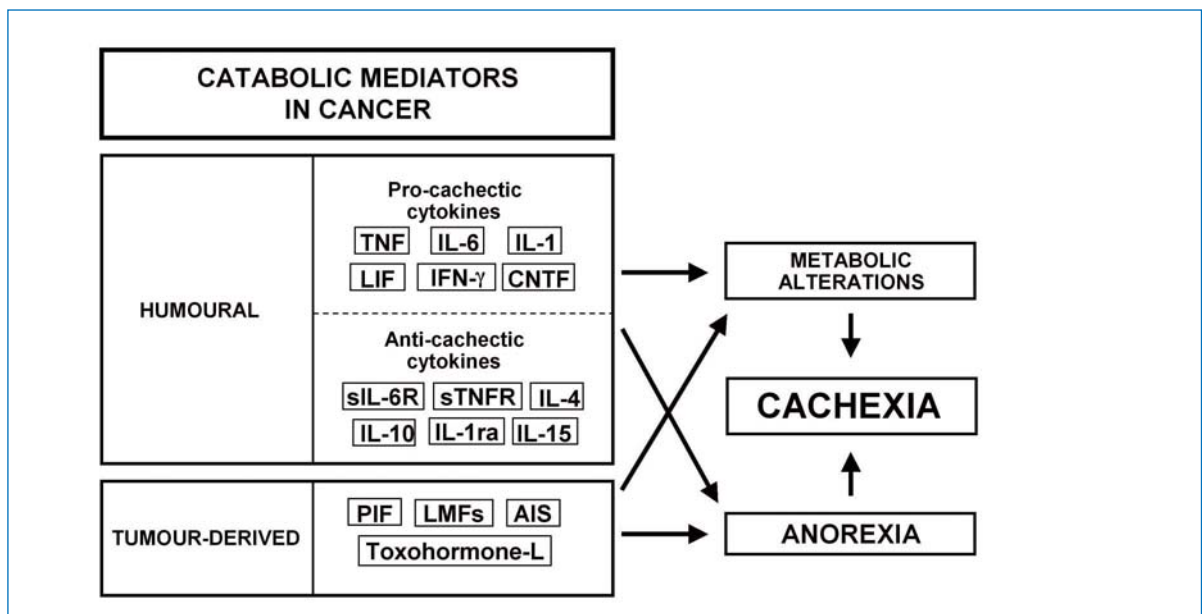 CATABOLIC MEDIATORS
IN CANCER
HUMOURAL
Pro-cachectic
cytokines
TNF IL-6 IL-1
LIF IFN-γ CNTF
Anti-cachectic
cytokines
sIL-6R sTNFR IL-4
IL-10 IL-1ra IL-15
TUMOUR-DERIVED
PIF LMFs AIS
Toxohormone-L
METABOLIC
ALTERATIONS
CACHEXIA
ANOREXIA